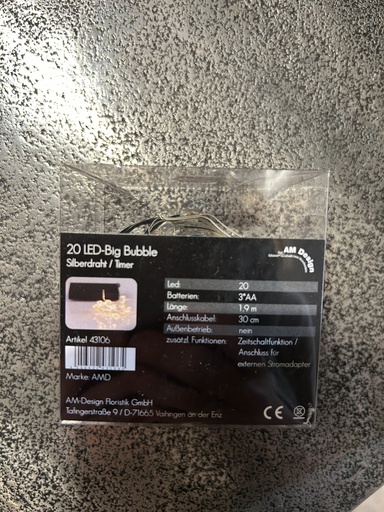 20 LED-Big Bubble
Silberdraht / Timer
AM Design
Led: 20
Batterien: 3*AA
Länge: 1,9 m
Anschlusskabel: 30 cm
Außenbetrieb: nein
zusätzl. Funktionen: Zeitschaltfunktion /
Anschluss für
externen Stromadapter
Artikel 43106
Marke: AMD
AM-Design Floristik GmbH
Tafingerstraße 9 / D-71665 Vaihingen an der Enz
CE